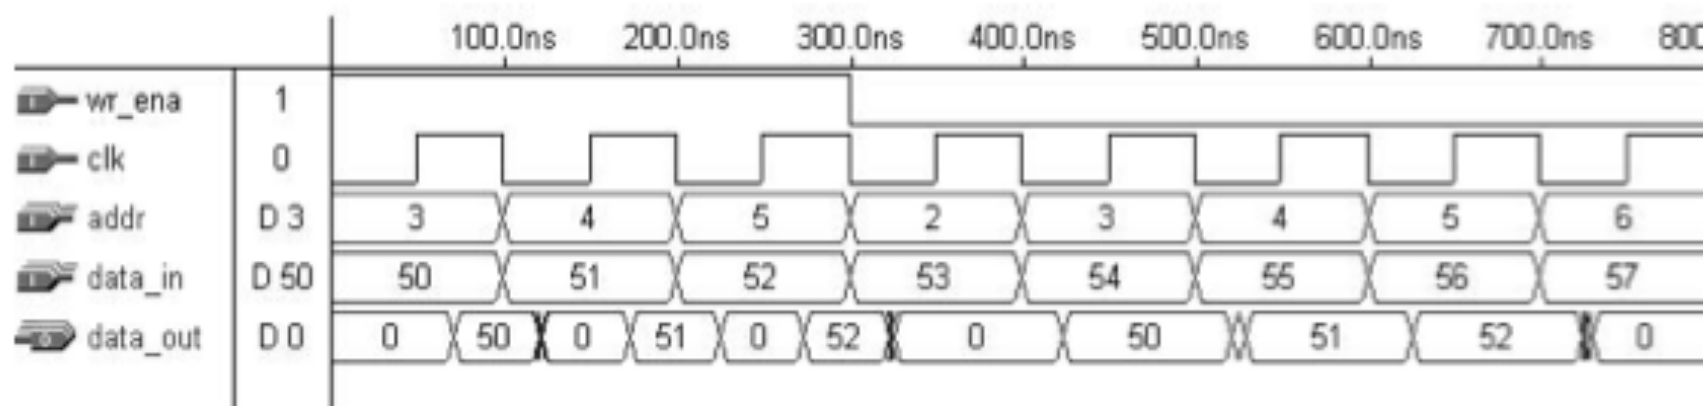 100.0ns 200.0ns 300.0ns 400.0ns 500.0ns 600.0ns 700.0ns 800
wr_ena 1
clk 0
addr D 3 3 4 5 2 3 4 5 6
data_in D 50 50 51 52 53 54 55 56 57
data_out D 0 0 50 0 51 0 52 0 50 51 52 0